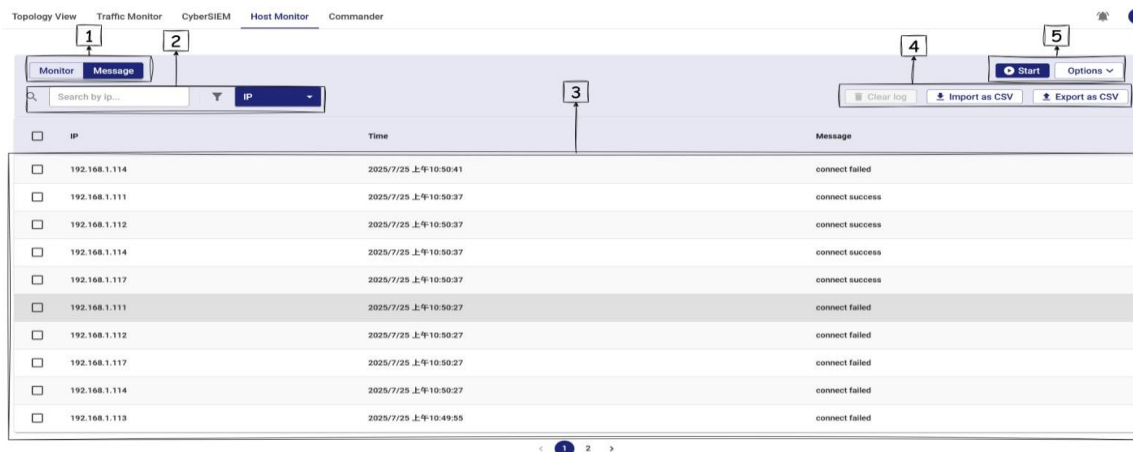 Topology View Traffic Monitor CyberSIEM Host Monitor Commander
1 2 4 5
Monitor Message Start Options
Search by ip... IP 3 Clear log Import as CSV Export as CSV
IP Time Message
192.168.1.114 2025/7/25 上午10:50:41 connect failed
192.168.1.111 2025/7/25 上午10:50:37 connect success
192.168.1.112 2025/7/25 上午10:50:37 connect success
192.168.1.114 2025/7/25 上午10:50:37 connect success
192.168.1.117 2025/7/25 上午10:50:37 connect success
192.168.1.111 2025/7/25 上午10:50:27 connect failed
192.168.1.112 2025/7/25 上午10:50:27 connect failed
192.168.1.117 2025/7/25 上午10:50:27 connect failed
192.168.1.114 2025/7/25 上午10:50:27 connect failed
192.168.1.113 2025/7/25 上午10:49:55 connect failed
< 1 2 >